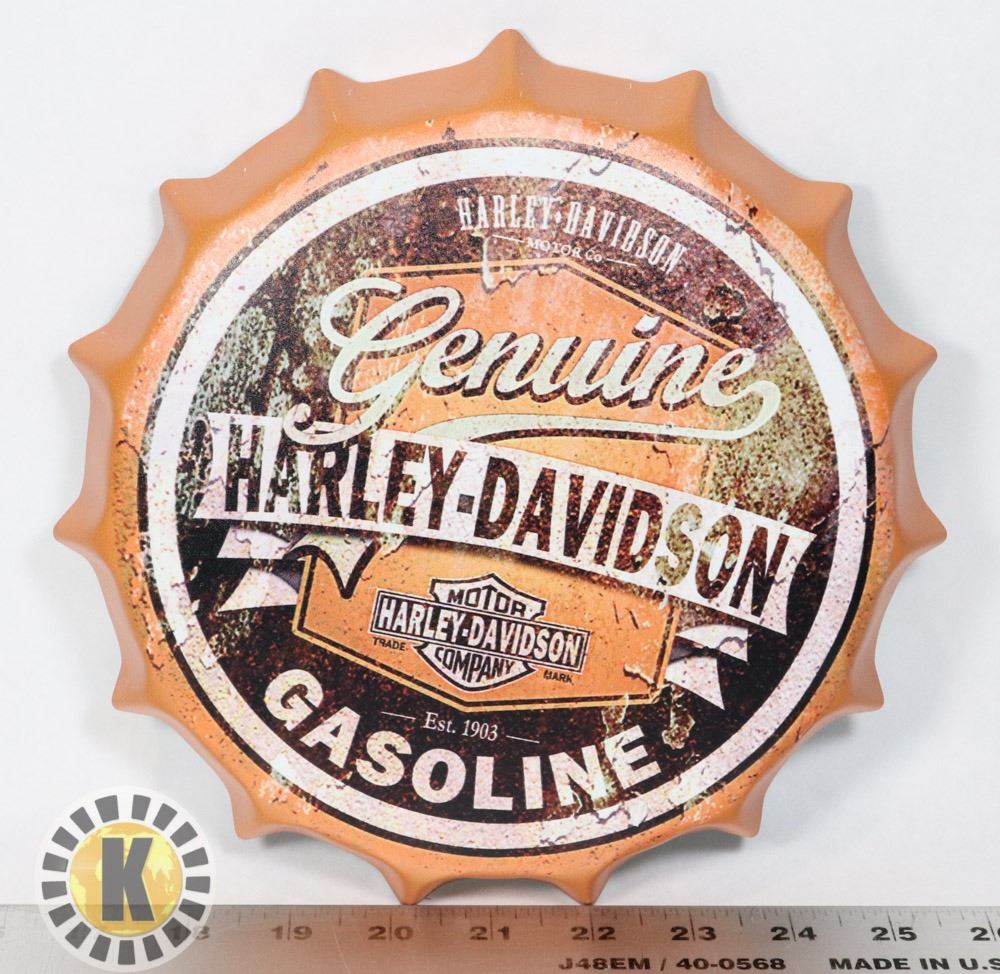 HARLEY·DAVIDSON
MOTOR CO
Genuine
HARLEY-DAVIDSON
MOTOR
HARLEY-DAVIDSON
TRADE COMPANY MARK
Est. 1903
GASOLINE
K
18 19 20 21 22 23 24 25
J48EM / 40-0568 MADE IN U.S